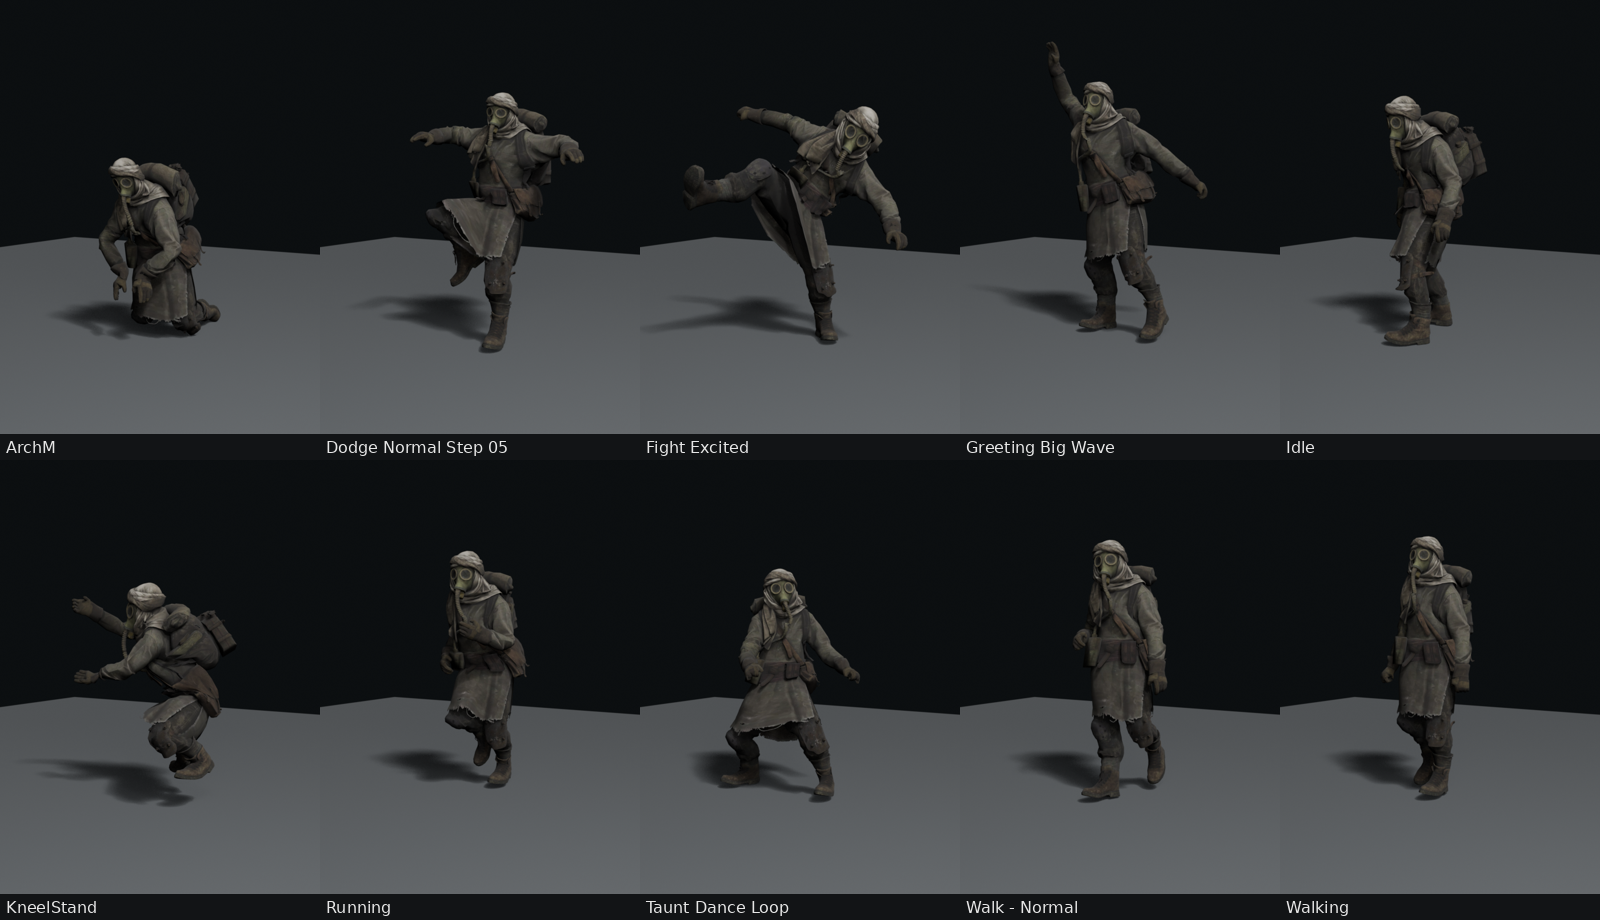 ArchM
Dodge Normal Step 05
Fight Excited
Greeting Big Wave
Idle
KneelStand
Running
Taunt Dance Loop
Walk - Normal
Walking